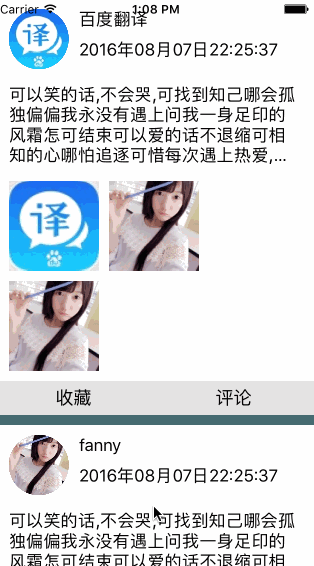 Carrier
1:08 PM
百度翻译
译
2016年08月07日22:25:37
可以笑的话,不会哭,可找到知己哪会孤
独偏偏我永没有遇上问我一身足印的
风霜怎可结束可以爱的话不退缩可相
知的心哪怕追逐可惜每次遇上热爱,...
译
收藏
评论
fanny
2016年08月07日22:25:37
可以笑的话,不会哭,可找到知己哪会孤
独偏偏我永没有遇上问我一身足印的
风霜怎可结束可以爱的话不退缩可相